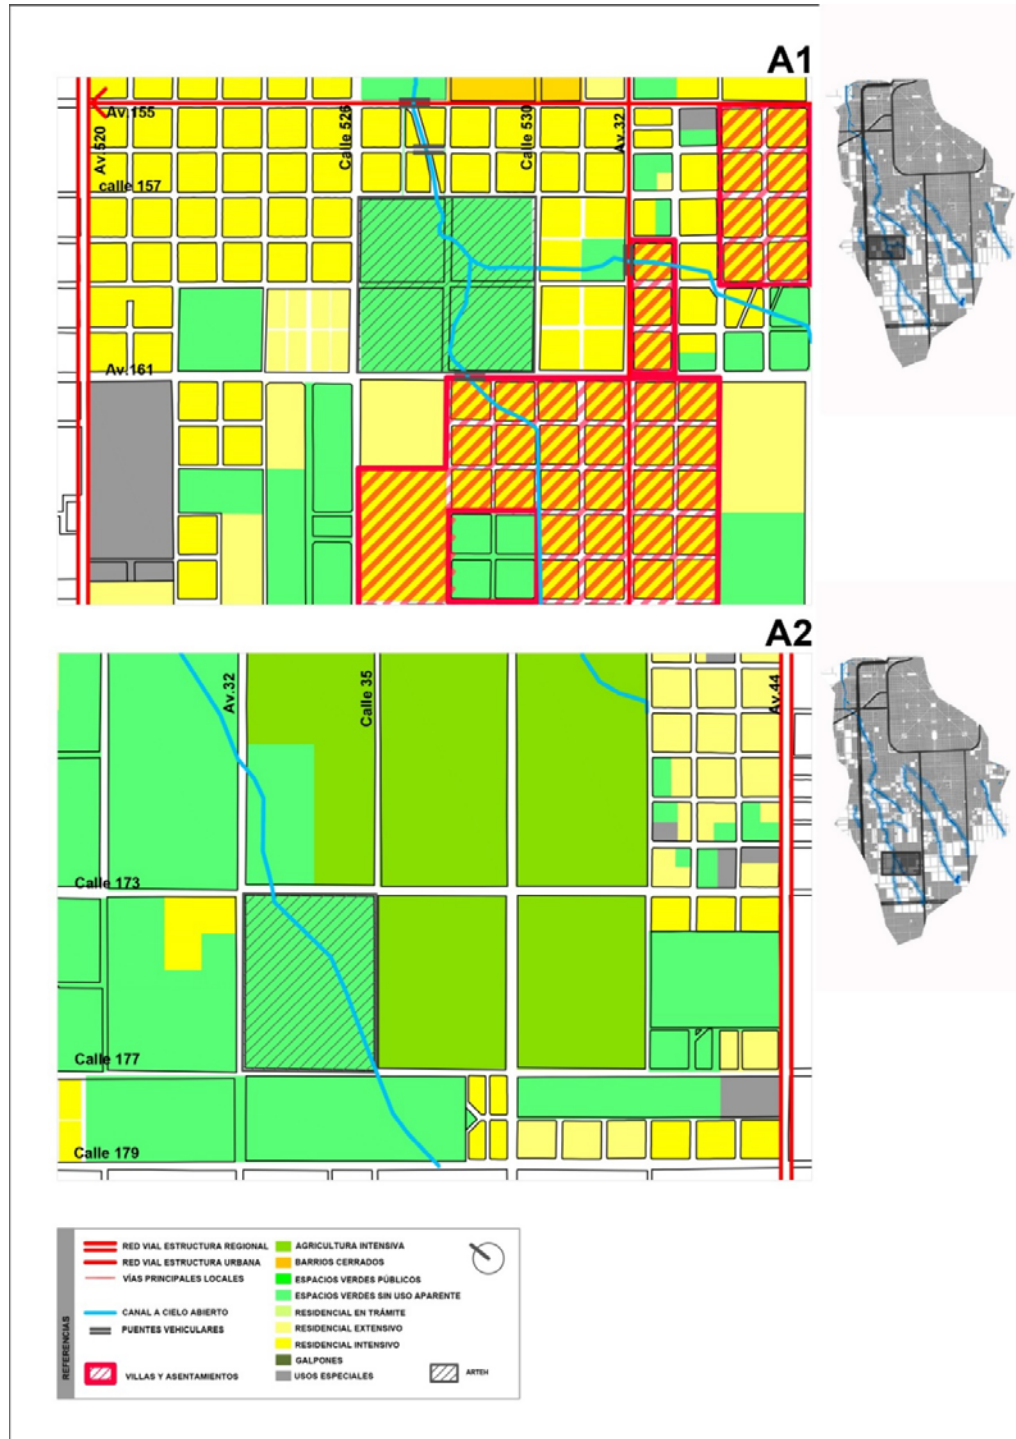 A1
Av.155
Av.520
Calle 526
Calle 530
Av.32
calle 157
Av.161
A2
Av.32
Calle 35
Av.44
Calle 173
Calle 177
Calle 179
REFERENCIAS
RED VIAL ESTRUCTURA REGIONAL
RED VIAL ESTRUCTURA URBANA
VÍAS PRINCIPALES LOCALES
CANAL A CIELO ABIERTO
PUENTES VEHICULARES
VILLAS Y ASENTAMIENTOS
AGRICULTURA INTENSIVA
BARRIOS CERRADOS
ESPACIOS VERDES PÚBLICOS
ESPACIOS VERDES SIN USO APARENTE
RESIDENCIAL EN TRÁMITE
RESIDENCIAL EXTENSIVO
RESIDENCIAL INTENSIVO
GALPONES
USOS ESPECIALES
ARTEH